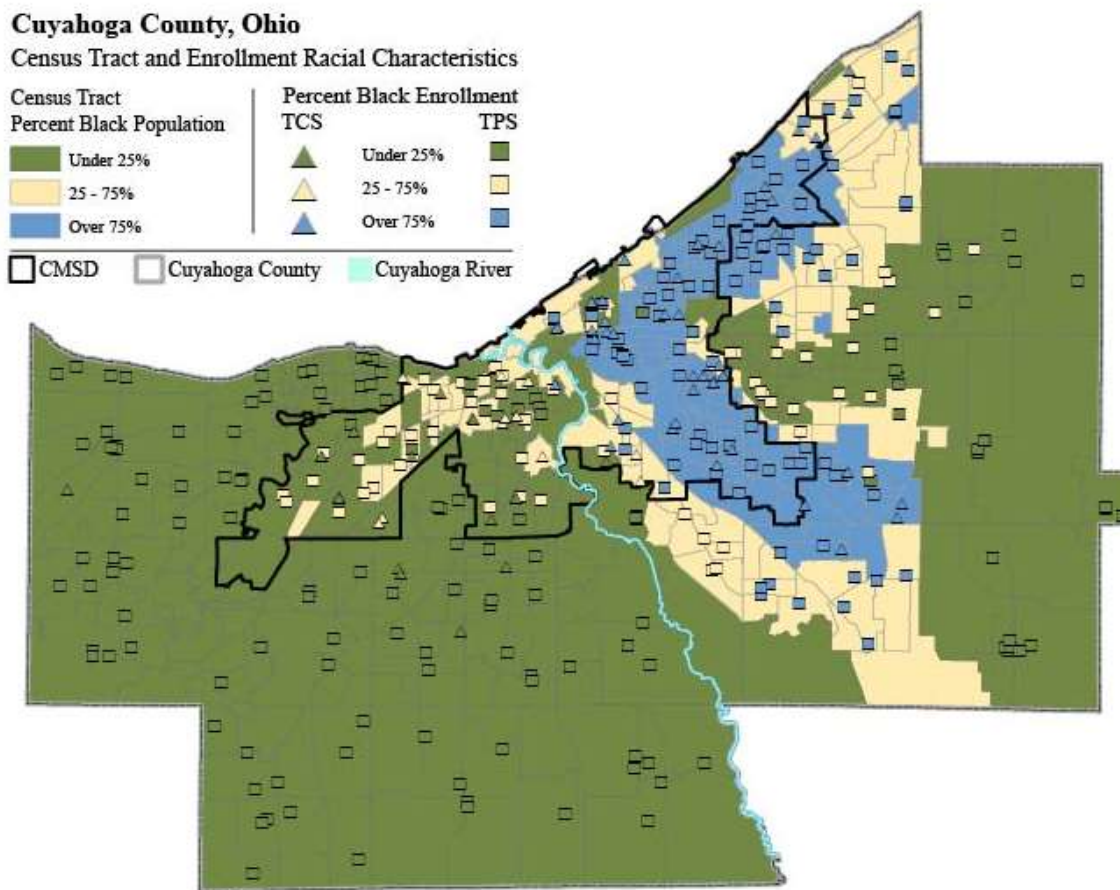 Cuyahoga County, Ohio
Census Tract and Enrollment Racial Characteristics
Census Tract
Percent Black Population
Under 25%
25 - 75%
Over 75%
Percent Black Enrollment
TCS TPS
Under 25%
25 - 75%
Over 75%
CMSD Cuyahoga County Cuyahoga River